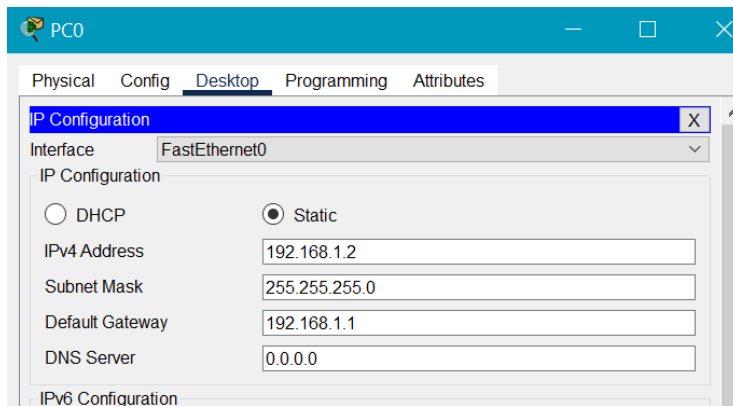 PC0
Physical Config Desktop Programming Attributes
IP Configuration X
Interface FastEthernet0
IP Configuration
DHCP Static
IPv4 Address 192.168.1.2
Subnet Mask 255.255.255.0
Default Gateway 192.168.1.1
DNS Server 0.0.0.0
IPv6 Configuration